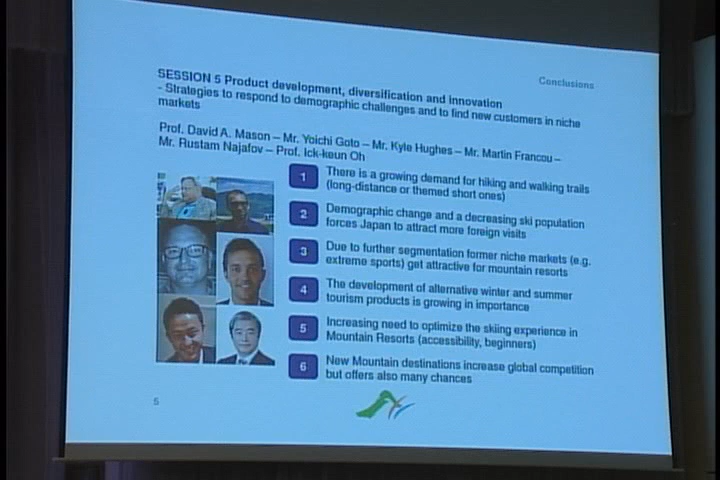 Conclusions
SESSION 5 Product development, diversification and innovation
- Strategies to respond to demographic challenges and to find new customers in niche
markets
Prof. David A. Mason – Mr. Yoichi Goto – Mr. Kyle Hughes – Mr. Martin Francou –
Mr. Rustam Najafov – Prof. Ick-keun Oh
1 There is a growing demand for hiking and walking trails
(long-distance or themed short ones)
2 Demographic change and a decreasing ski population
forces Japan to attract more foreign visits
3 Due to further segmentation former niche markets (e.g.
extreme sports) get attractive for mountain resorts
4 The development of alternative winter and summer
tourism products is growing in importance
5 Increasing need to optimize the skiing experience in
Mountain Resorts (accessibility, beginners)
6 New Mountain destinations increase global competition
but offers also many chances
5